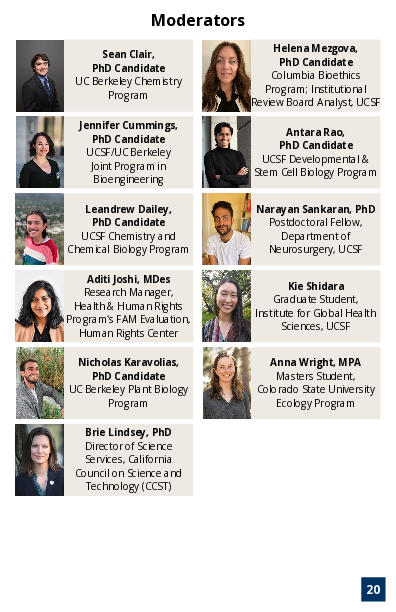 Moderators
Sean Clair,
PhD Candidate
UC Berkeley Chemistry
Program
Jennifer Cummings,
PhD Candidate
UCSF/UC Berkeley
Joint Program in
Bioengineering
Leandrew Dailey,
PhD Candidate
UCSF Chemistry and
Chemical Biology Program
Aditi Joshi, MDes
Research Manager,
Health & Human Rights
Program's FAM Evaluation,
Human Rights Center
Nicholas Karavolias,
PhD Candidate
UC Berkeley Plant Biology
Program
Brie Lindsey, PhD
Director of Science
Services, California
Council on Science and
Technology (CCST)
Helena Mezgova,
PhD Candidate
Columbia Bioethics
Program; Institutional
Review Board Analyst, UCSF
Antara Rao,
PhD Candidate
UCSF Developmental &
Stem Cell Biology Program
Narayan Sankaran, PhD
Postdoctoral Fellow,
Department of
Neurosurgery, UCSF
Kie Shidara
Graduate Student,
Institute for Global Health
Sciences, UCSF
Anna Wright, MPA
Masters Student,
Colorado State University
Ecology Program
20